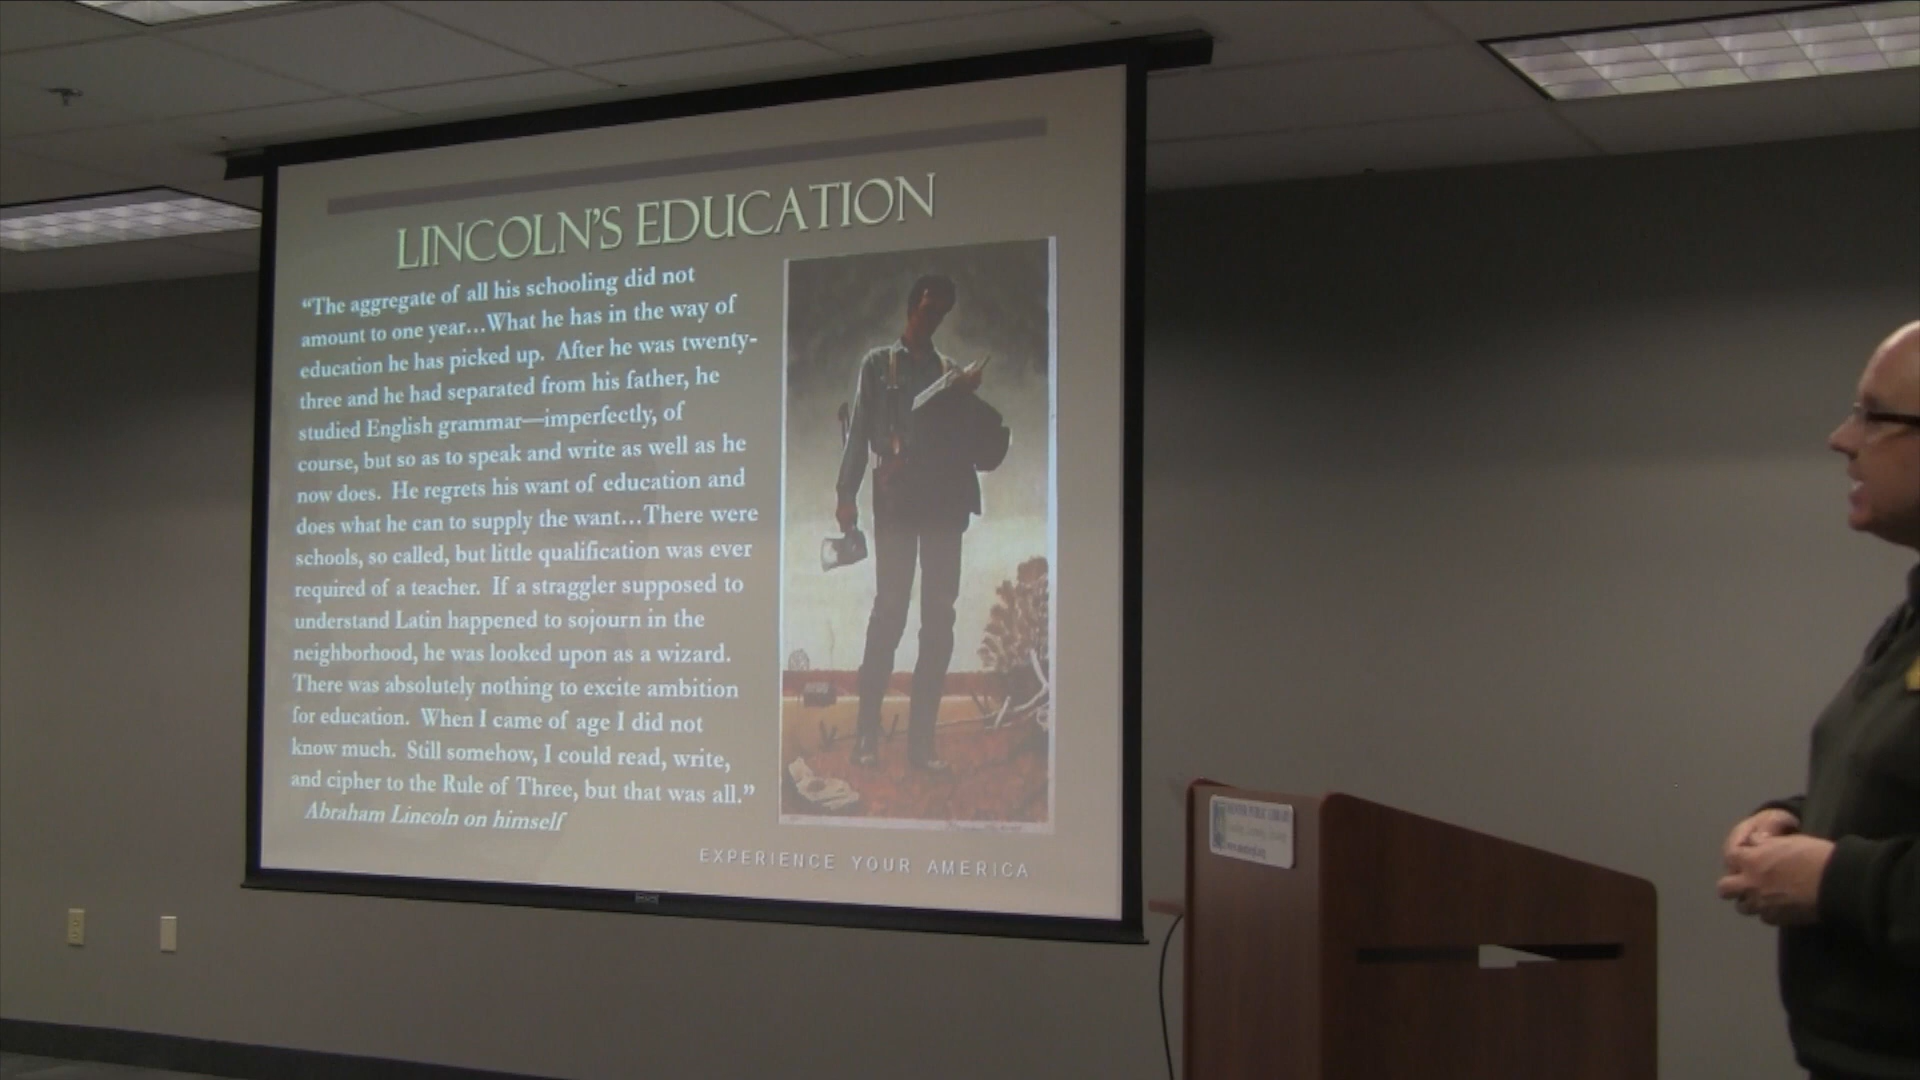 LINCOLN'S EDUCATION
“The aggregate of all his schooling did not
amount to one year...What he has in the way of
education he has picked up. After he was twenty-
three and he had separated from his father, he
studied English grammar—imperfectly, of
course, but so as to speak and write as well as he
now does. He regrets his want of education and
does what he can to supply the want...There were
schools, so called, but little qualification was ever
required of a teacher. If a straggler supposed to
understand Latin happened to sojourn in the
neighborhood, he was looked upon as a wizard.
There was absolutely nothing to excite ambition
for education. When I came of age I did not
know much. Still somehow, I could read, write,
and cipher to the Rule of Three, but that was all.”
Abraham Lincoln on himself
EXPERIENCE YOUR AMERICA
PUBLIC LIBRARY